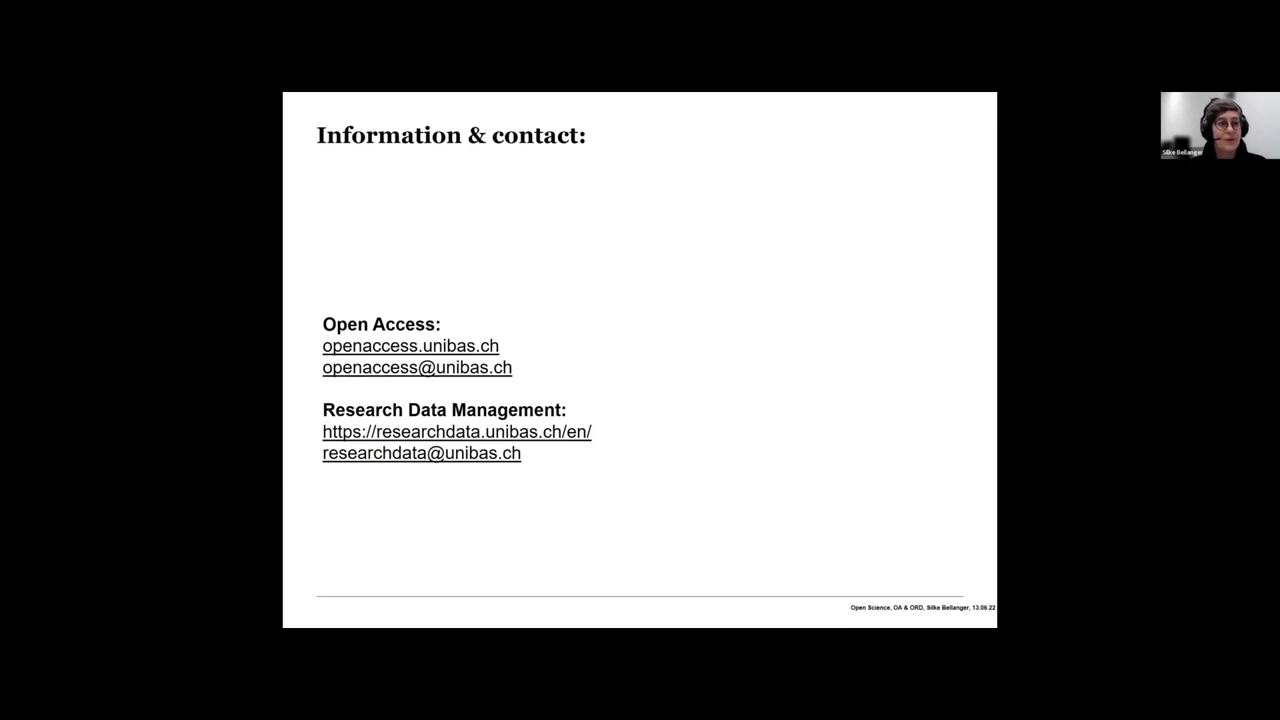 Information & contact:
Silke Bellanger
Open Access:
openaccess.unibas.ch
openaccess@unibas.ch
Research Data Management:
https://researchdata.unibas.ch/en/
researchdata@unibas.ch
Open Science, OA & ORD, Silke Bellanger, 13.06.22